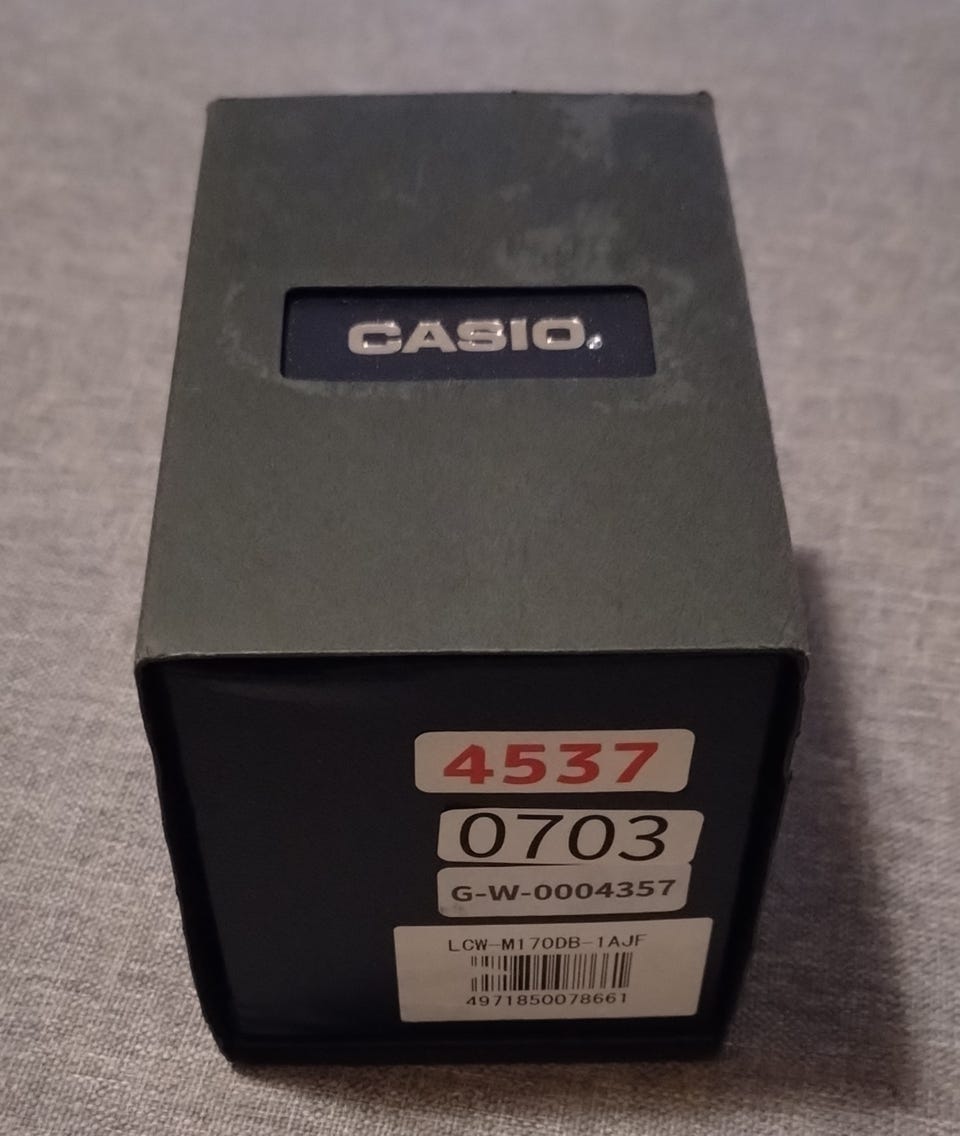 CASIO
4537
0703
G-W-0004357
LCW-M170DB-1AJF
4971850078661